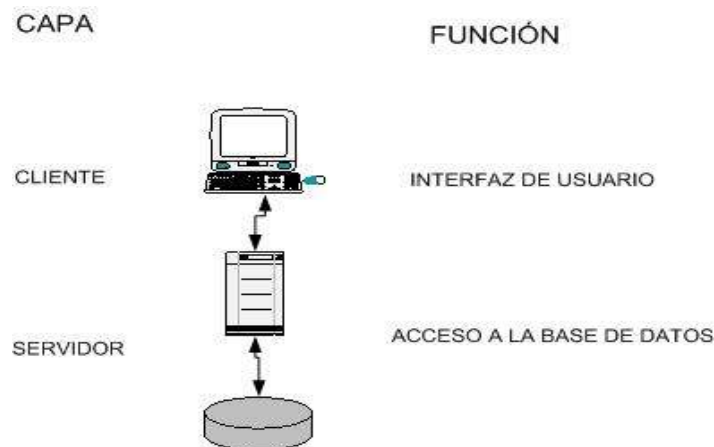 CAPA
FUNCIÓN
CLIENTE
INTERFAZ DE USUARIO
SERVIDOR
ACCESO A LA BASE DE DATOS